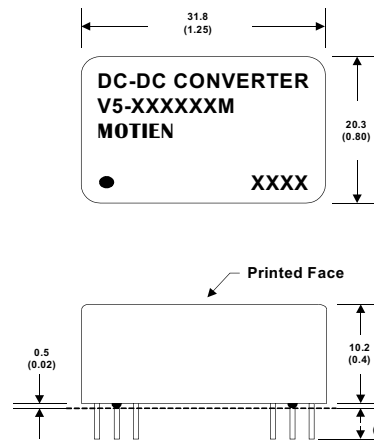 31.8
(1.25)
DC-DC CONVERTER
V5-XXXXXXM
MOTIEN
XXXX
20.3
(0.80)
Printed Face
0.5
(0.02)
10.2
(0.4)